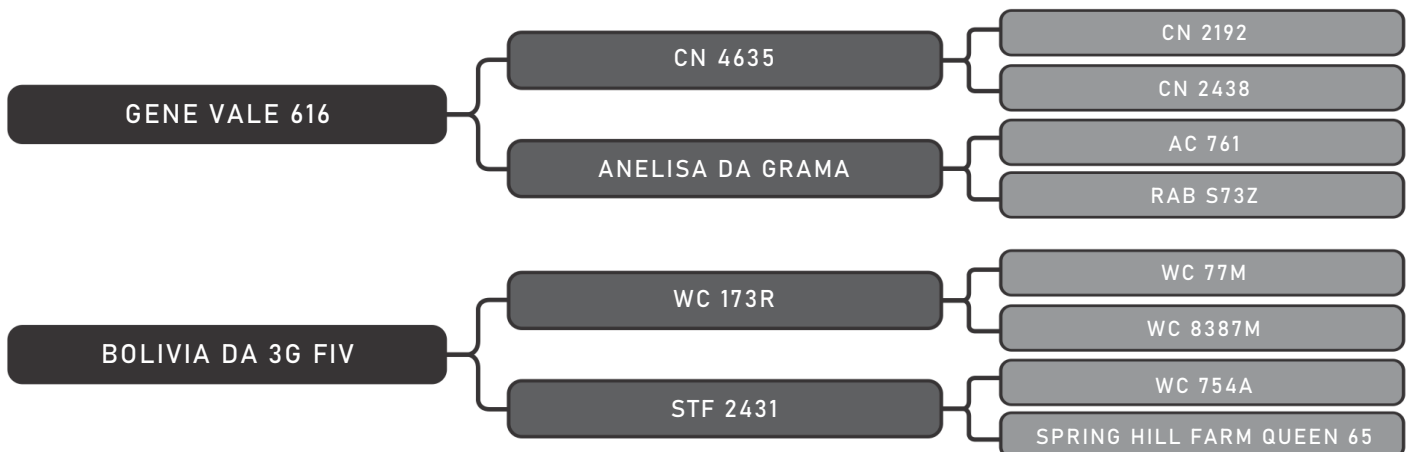 GENE VALE 616
CN 4635
ANELISA DA GRAMA
CN 2192
CN 2438
AC 761
RAB S73Z
BOLIVIA DA 3G FIV
WC 173R
STF 2431
WC 77M
WC 8387M
WC 754A
SPRING HILL FARM QUEEN 65